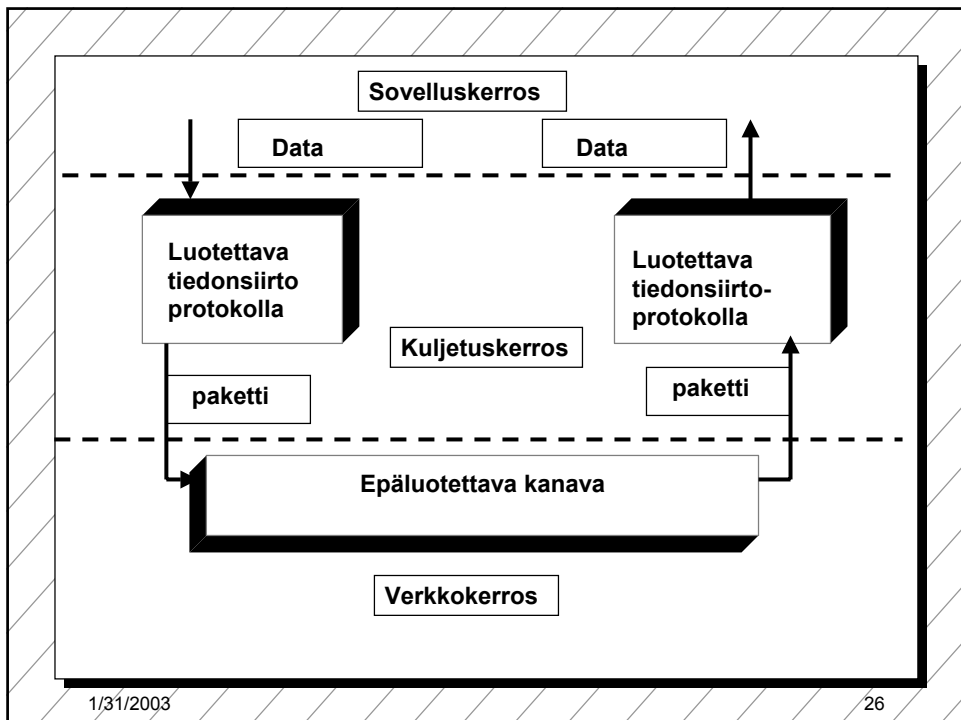 Sovelluskerros
Data
Data
Luotettava
tiedonsiirto
protokolla
Luotettava
tiedonsiirto-
protokolla
Kuljetuskerros
paketti
paketti
Epäluotettava kanava
Verkkokerros
1/31/2003
26